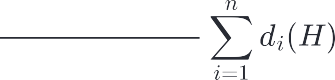 \sum_{i=1}^{n} d_i(H)